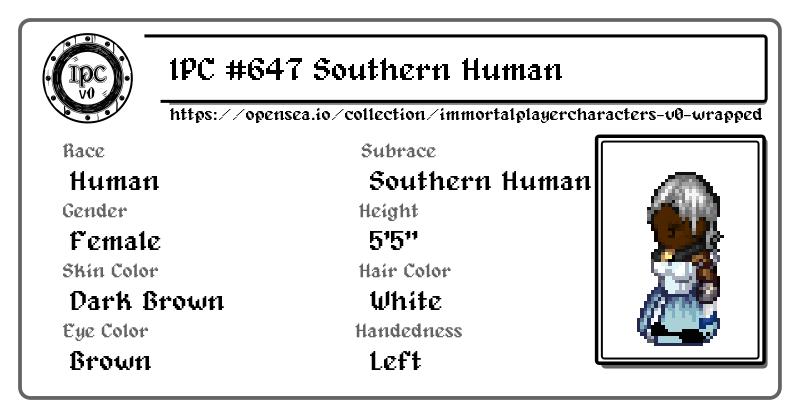 IPC
v0
IPC #647 Southern Human
https://opensea.io/collection/immortalplayercharacters-v0-wrapped
Race
Subrace
Human
Southern Human
Gender
Height
Female
5'5"
Skin Color
Hair Color
Dark Brown
White
Eye Color
Handedness
Brown
Left